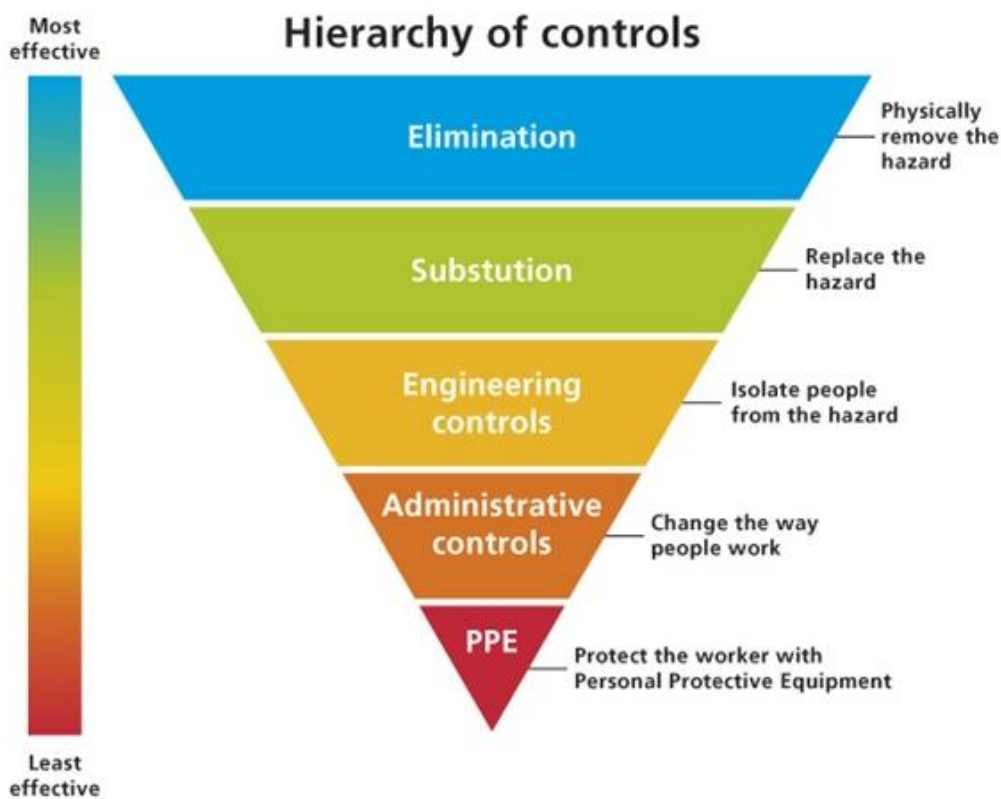 Most
effective
Hierarchy of controls
Elimination
Physically
remove the
hazard
Substution
Replace the
hazard
Engineering
controls
Isolate people
from the hazard
Administrative
controls
Change the way
people work
PPE
Protect the worker with
Personal Protective Equipment
Least
effective